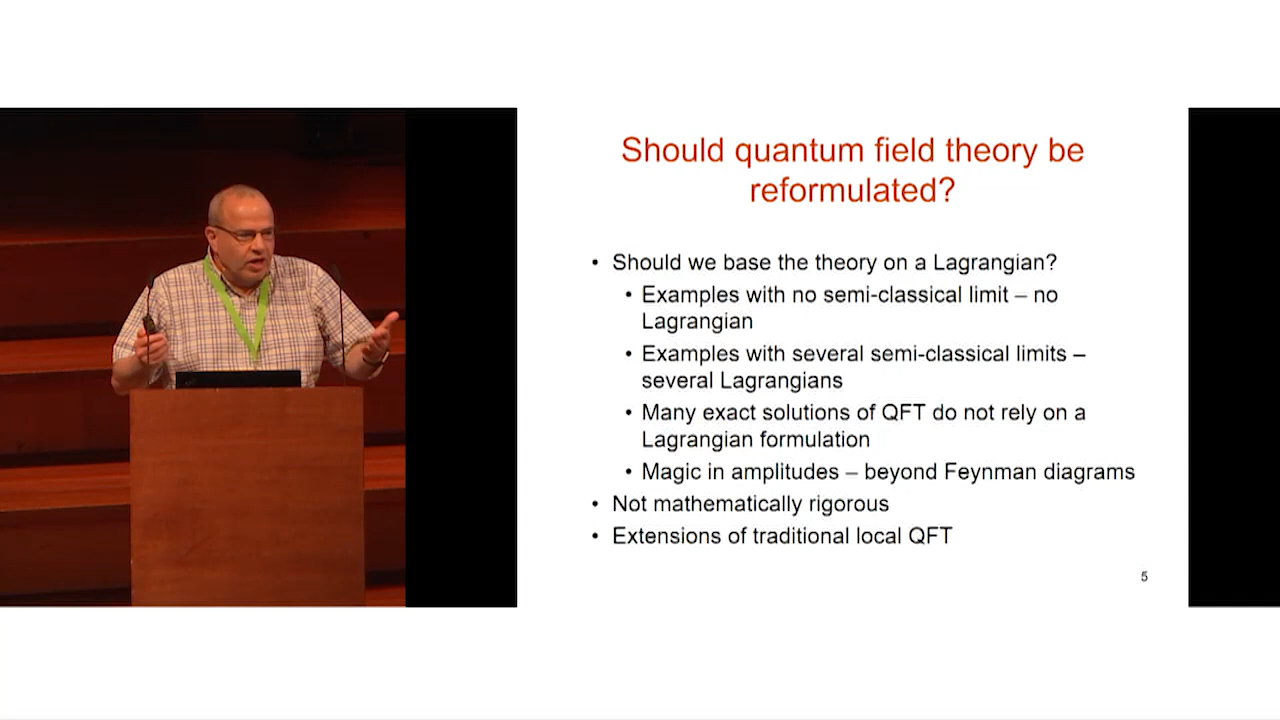 Should quantum field theory be
reformulated?
• Should we base the theory on a Lagrangian?
• Examples with no semi-classical limit – no
Lagrangian
• Examples with several semi-classical limits –
several Lagrangians
• Many exact solutions of QFT do not rely on a
Lagrangian formulation
• Magic in amplitudes – beyond Feynman diagrams
• Not mathematically rigorous
• Extensions of traditional local QFT
5